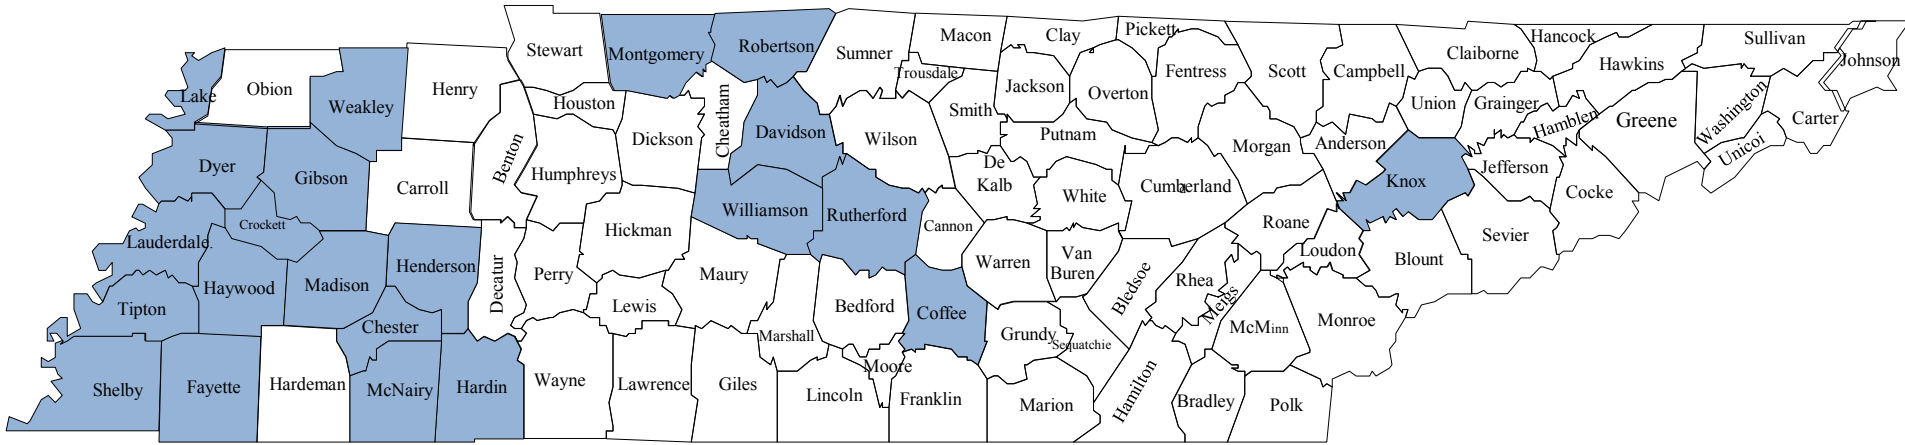 Stewart
Montgomery
Robertson
Sumner
Macon
Clay
Pickett
Fentress
Scott
Campbell
Claiborne
Hancock
Hawkins
Sullivan
Johnson
Lake
Obion
Weakley
Henry
Houston
Dickson
Cheatham
Davidson
Trousdale
Wilson
Smith
Jackson
Overton
Putnam
Morgan
Anderson
Union
Grainger
Hamblen
Greene
Washington
Unicoi
Carter
Dyer
Gibson
Carroll
Benton
Humphreys
Williamson
Rutherford
Cannon
De
Kalb
White
Cumberland
Roane
Knox
Jefferson
Cocke
Sevier
Crockett
Lauderdale.
Haywood
Madison
Henderson
Decatur
Perry
Hickman
Lewis
Maury
Marshall
Bedford
Coffee
Warren
Van
Buren
Bledsoe
Rhea
Meigs
Loudon
Blount
Monroe
McMinn
Tipton
Chester
Shelby
Fayette
Hardeman
McNairy
Hardin
Wayne
Lawrence
Giles
Lincoln
Moore
Franklin
Grundy
Sequatchie
Marion
Hamilton
Bradley
Polk